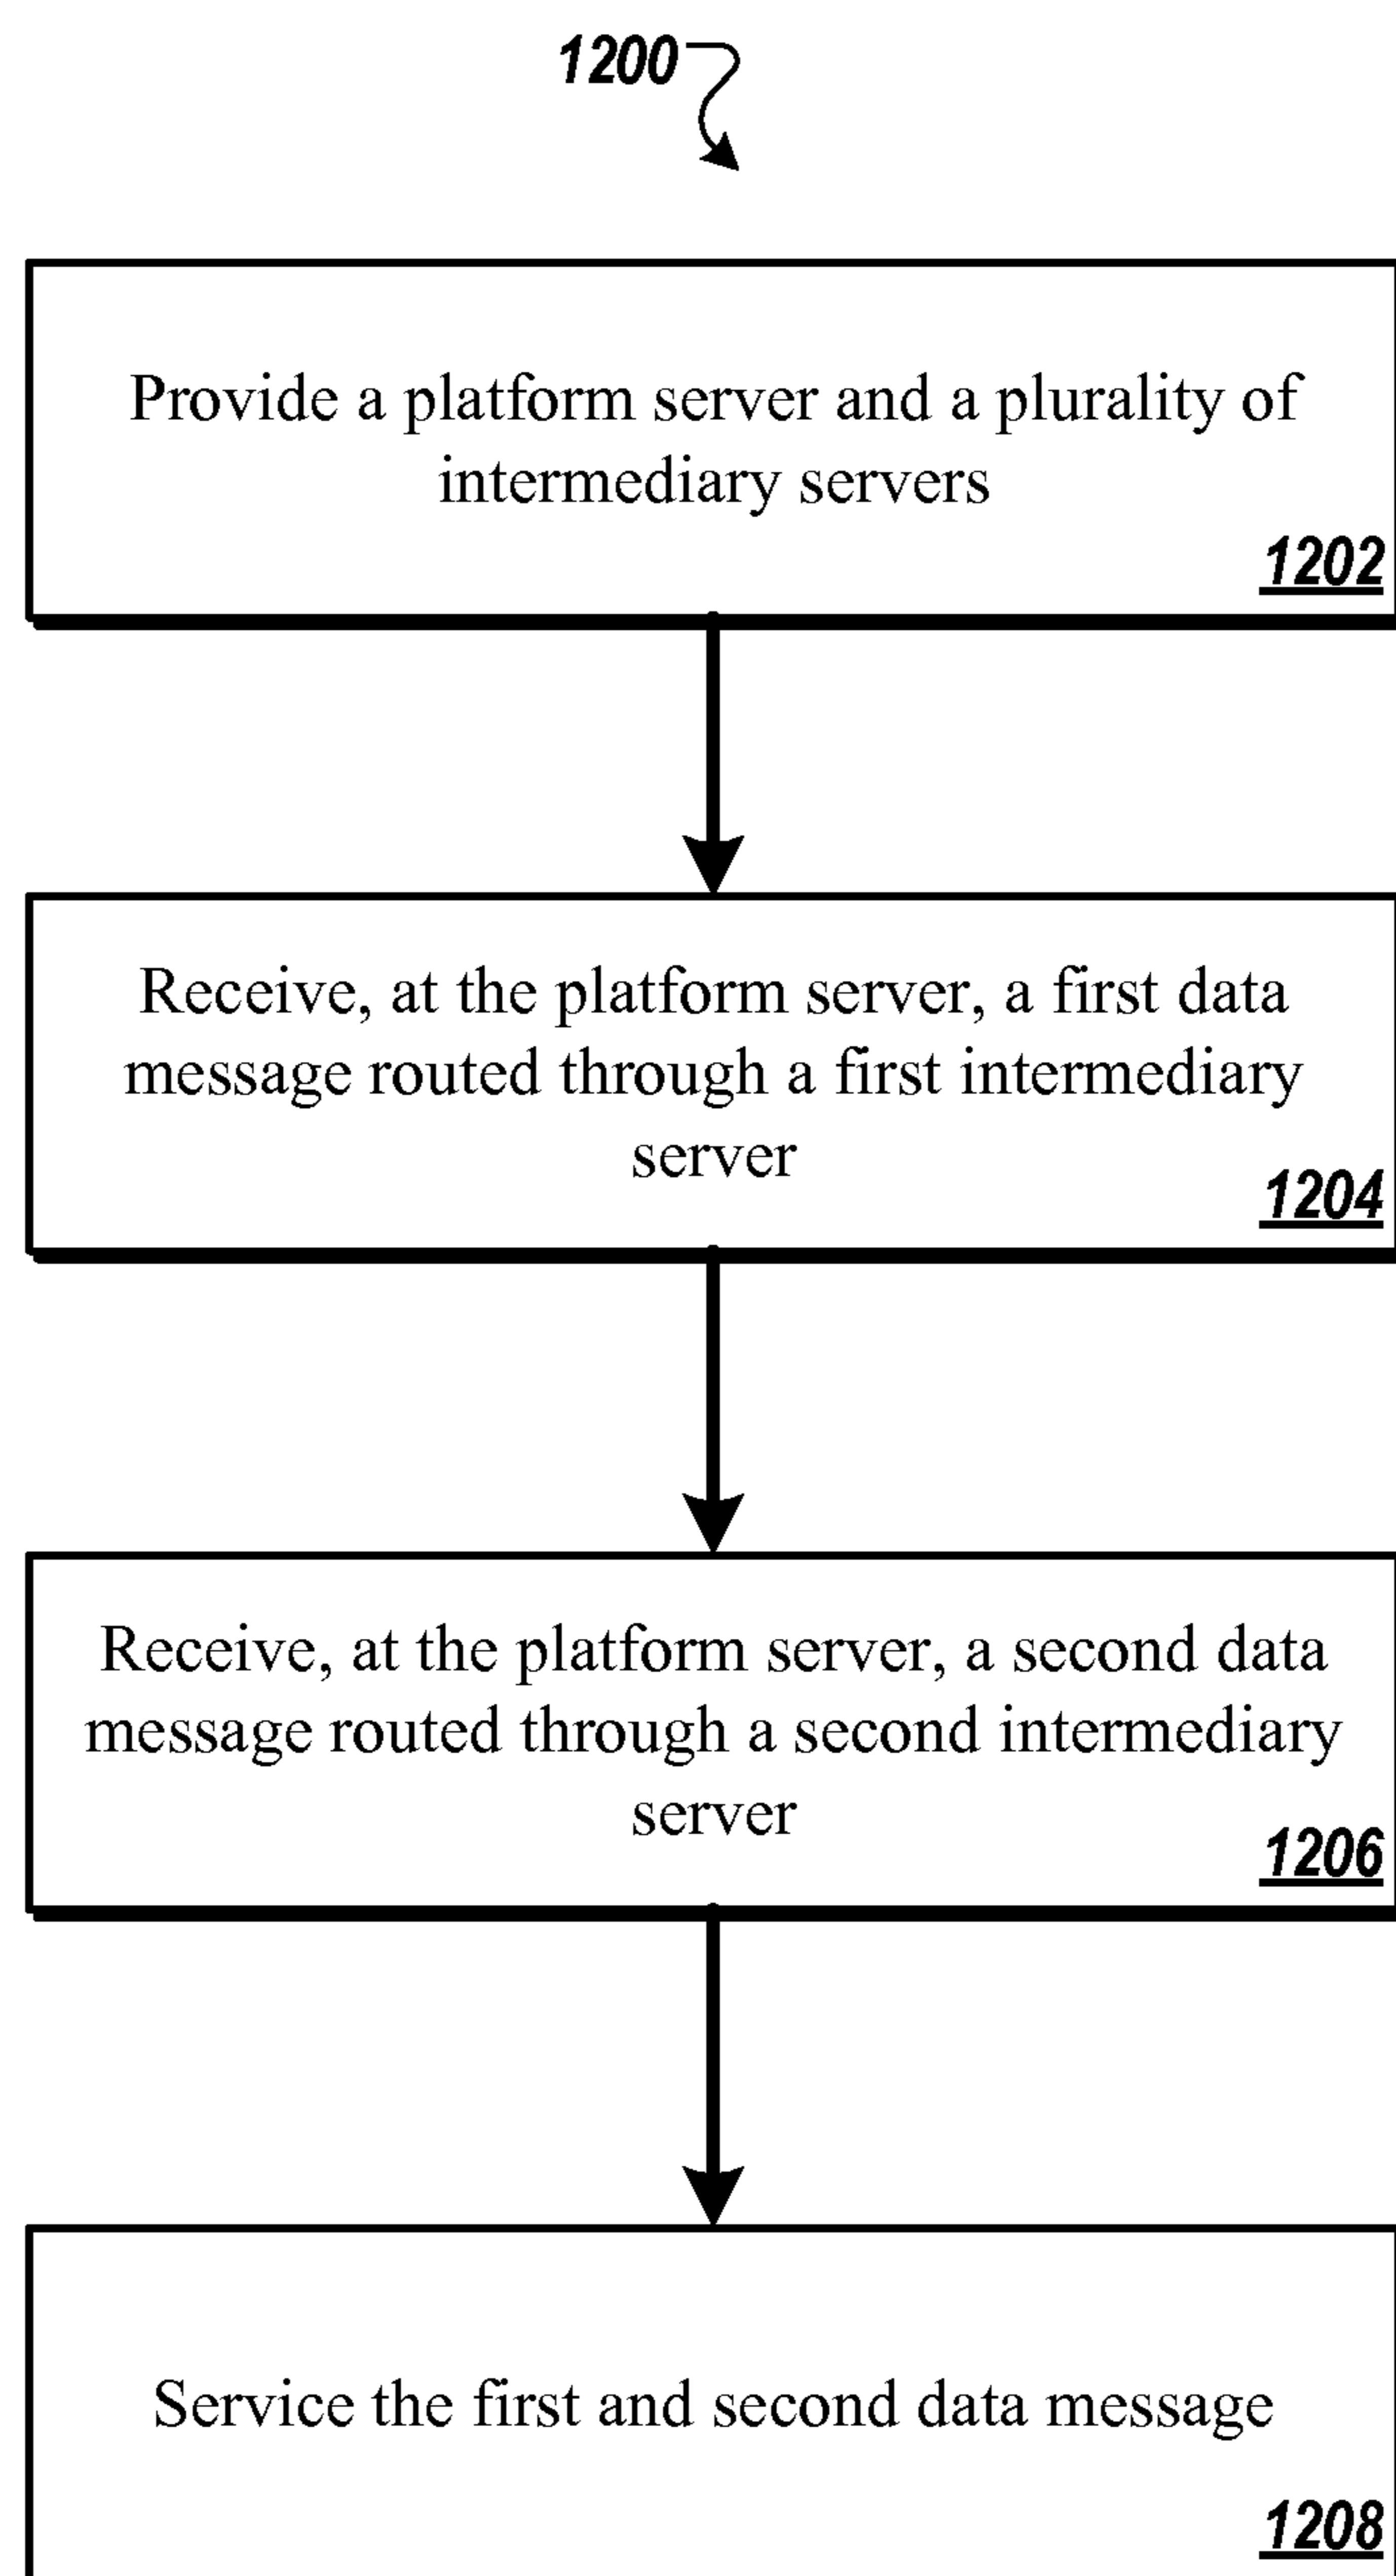 1200
Provide a platform server and a plurality of
intermediary servers
1202
Receive, at the platform server, a first data
message routed through a first intermediary
server
1204
Receive, at the platform server, a second data
message routed through a second intermediary
server
1206
Service the first and second data message
1208